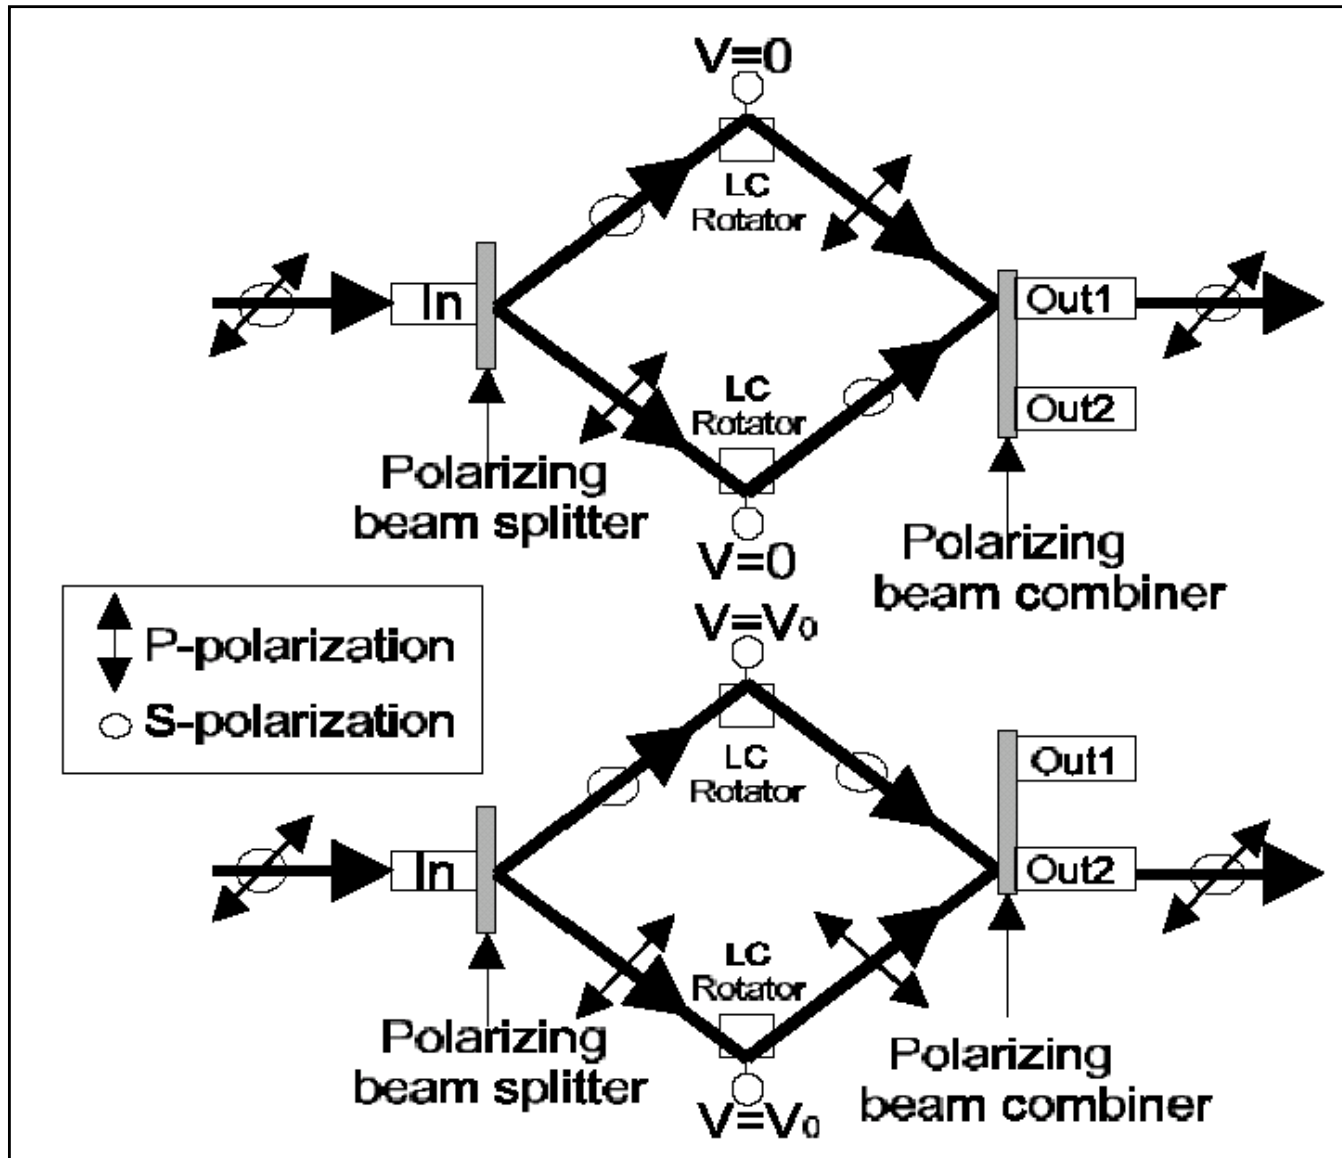 V=0
LC
Rotator
In
Out1
LC
Rotator
Out2
Polarizing
beam splitter
V=0
Polarizing
beam combiner
P-polarization
S-polarization
V=V₀
LC
Rotator
Out1
In
Out2
LC
Rotator
Polarizing
beam splitter
Polarizing
beam combiner
V=V₀